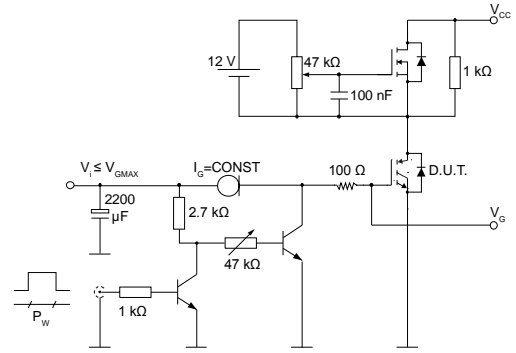 V_CC
12 V
47 kΩ
100 nF
1 kΩ
V_i ≤ V_GMAX
I_G=CONST
100 Ω
D.U.T.
2200
μF
2.7 kΩ
V_G
47 kΩ
1 kΩ
P_W